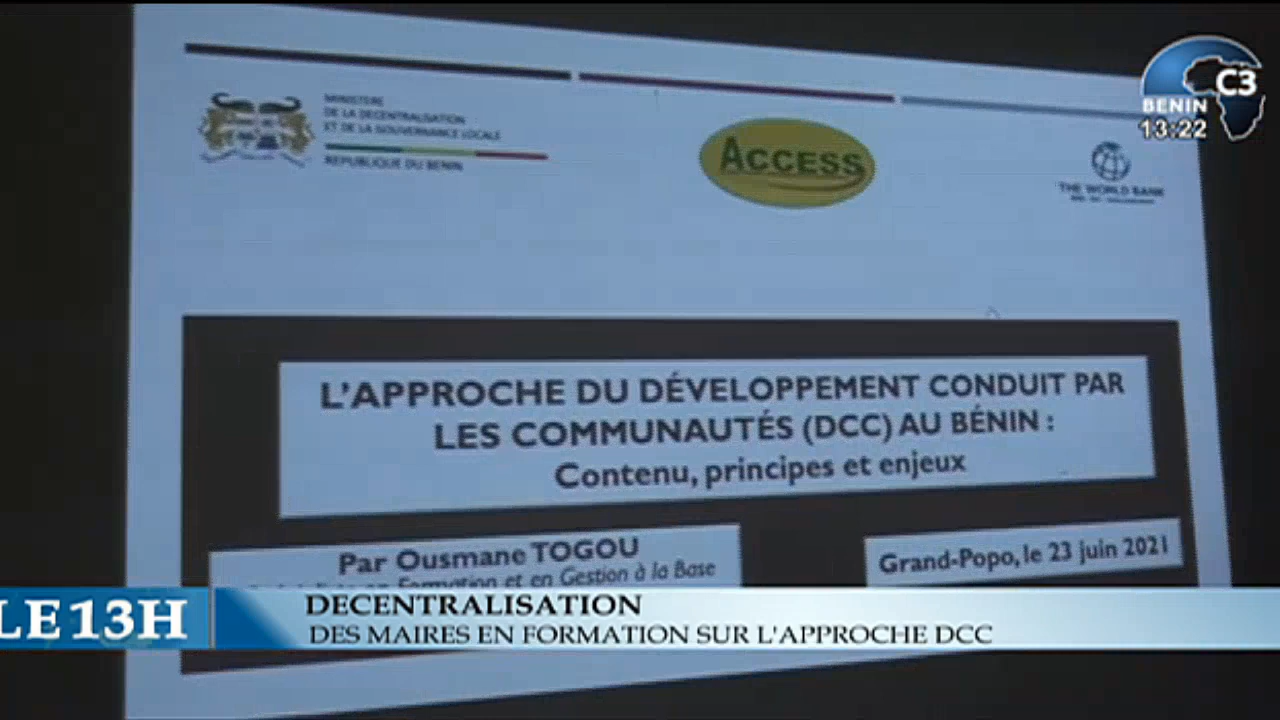 C3
BENIN
13:22
MINISTERE
DE LA DECENTRALISATION
ET DE LA GOUVERNANCE LOCALE
REPUBLIQUE DU BENIN
ACCESS
THE WORLD BANK
L'APPROCHE DU DÉVELOPPEMENT CONDUIT PAR
LES COMMUNAUTÉS (DCC) AU BÉNIN :
Contenu, principes et enjeux
Par Ousmane TOGOU
en Formation et en Gestion à la Base
Grand-Popo, le 23 juin 2021
LE 13H
DECENTRALISATION
DES MAIRES EN FORMATION SUR L'APPROCHE DCC